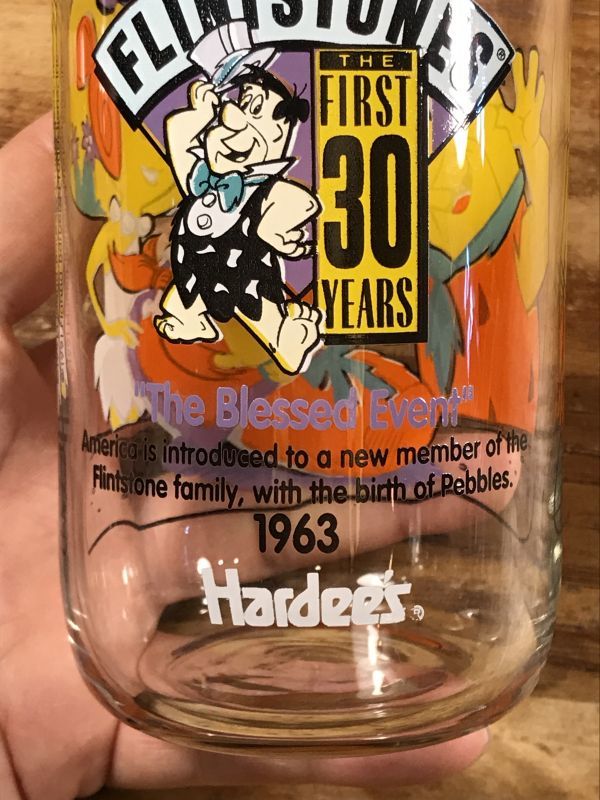 FLINTSTONES®
THE
FIRST
30
YEARS
"The Blessed Event"
America is introduced to a new member of the
Flintstone family, with the birth of Pebbles.
1963
Hardee's®